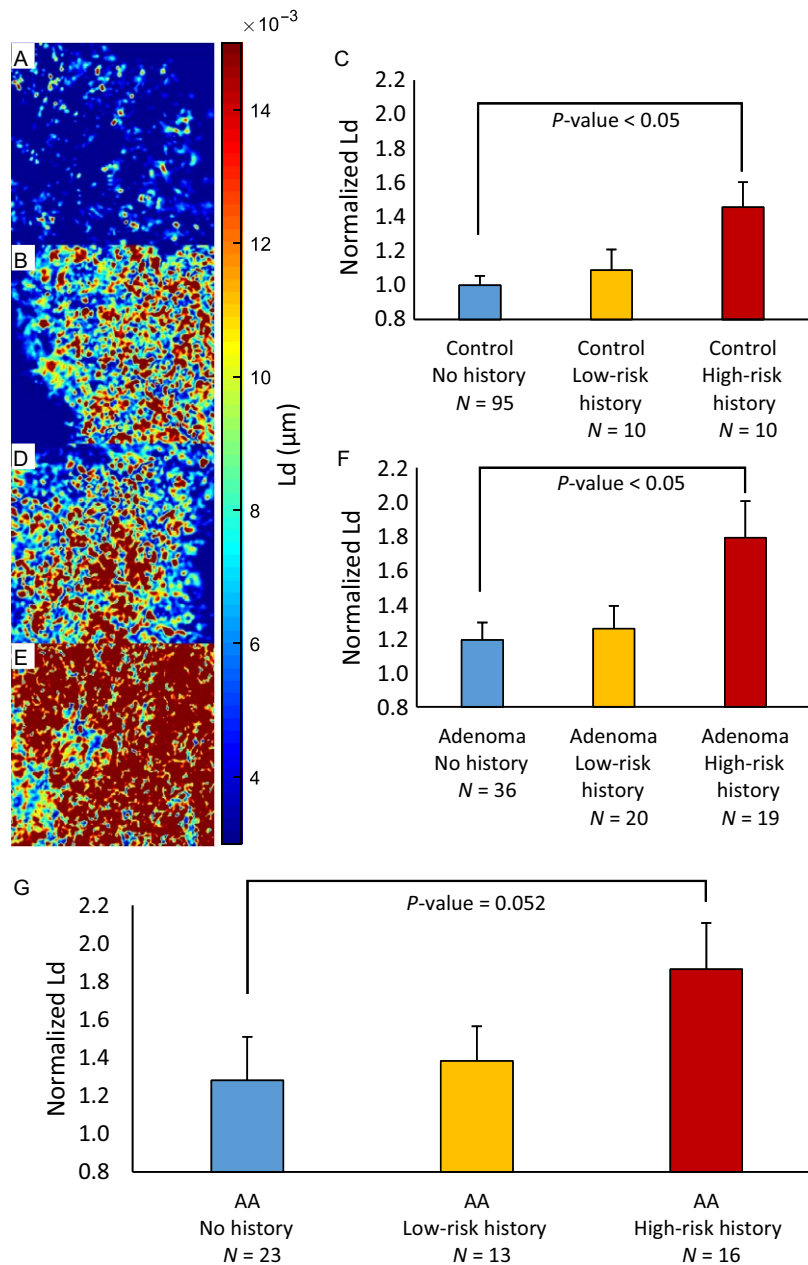 ×10⁻³
A
B
D
E
14
12
10
8
6
4
Ld (μm)
C
2.2
2.0
1.8
1.6
1.4
1.2
1.0
0.8
Normalized Ld
P-value < 0.05
Control
No history
N = 95
Control
Low-risk
history
N = 10
Control
High-risk
history
N = 10
F
2.2
2.0
1.8
1.6
1.4
1.2
1.0
0.8
Normalized Ld
P-value < 0.05
Adenoma
No history
N = 36
Adenoma
Low-risk
history
N = 20
Adenoma
High-risk
history
N = 19
G
2.2
2.0
1.8
1.6
1.4
1.2
1.0
0.8
Normalized Ld
P-value = 0.052
AA
No history
N = 23
AA
Low-risk history
N = 13
AA
High-risk history
N = 16